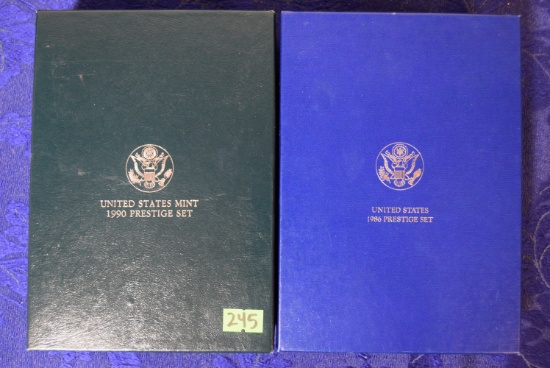 UNITED STATES MINT
1990 PRESTIGE SET
245
UNITED STATES
1986 PRESTIGE SET